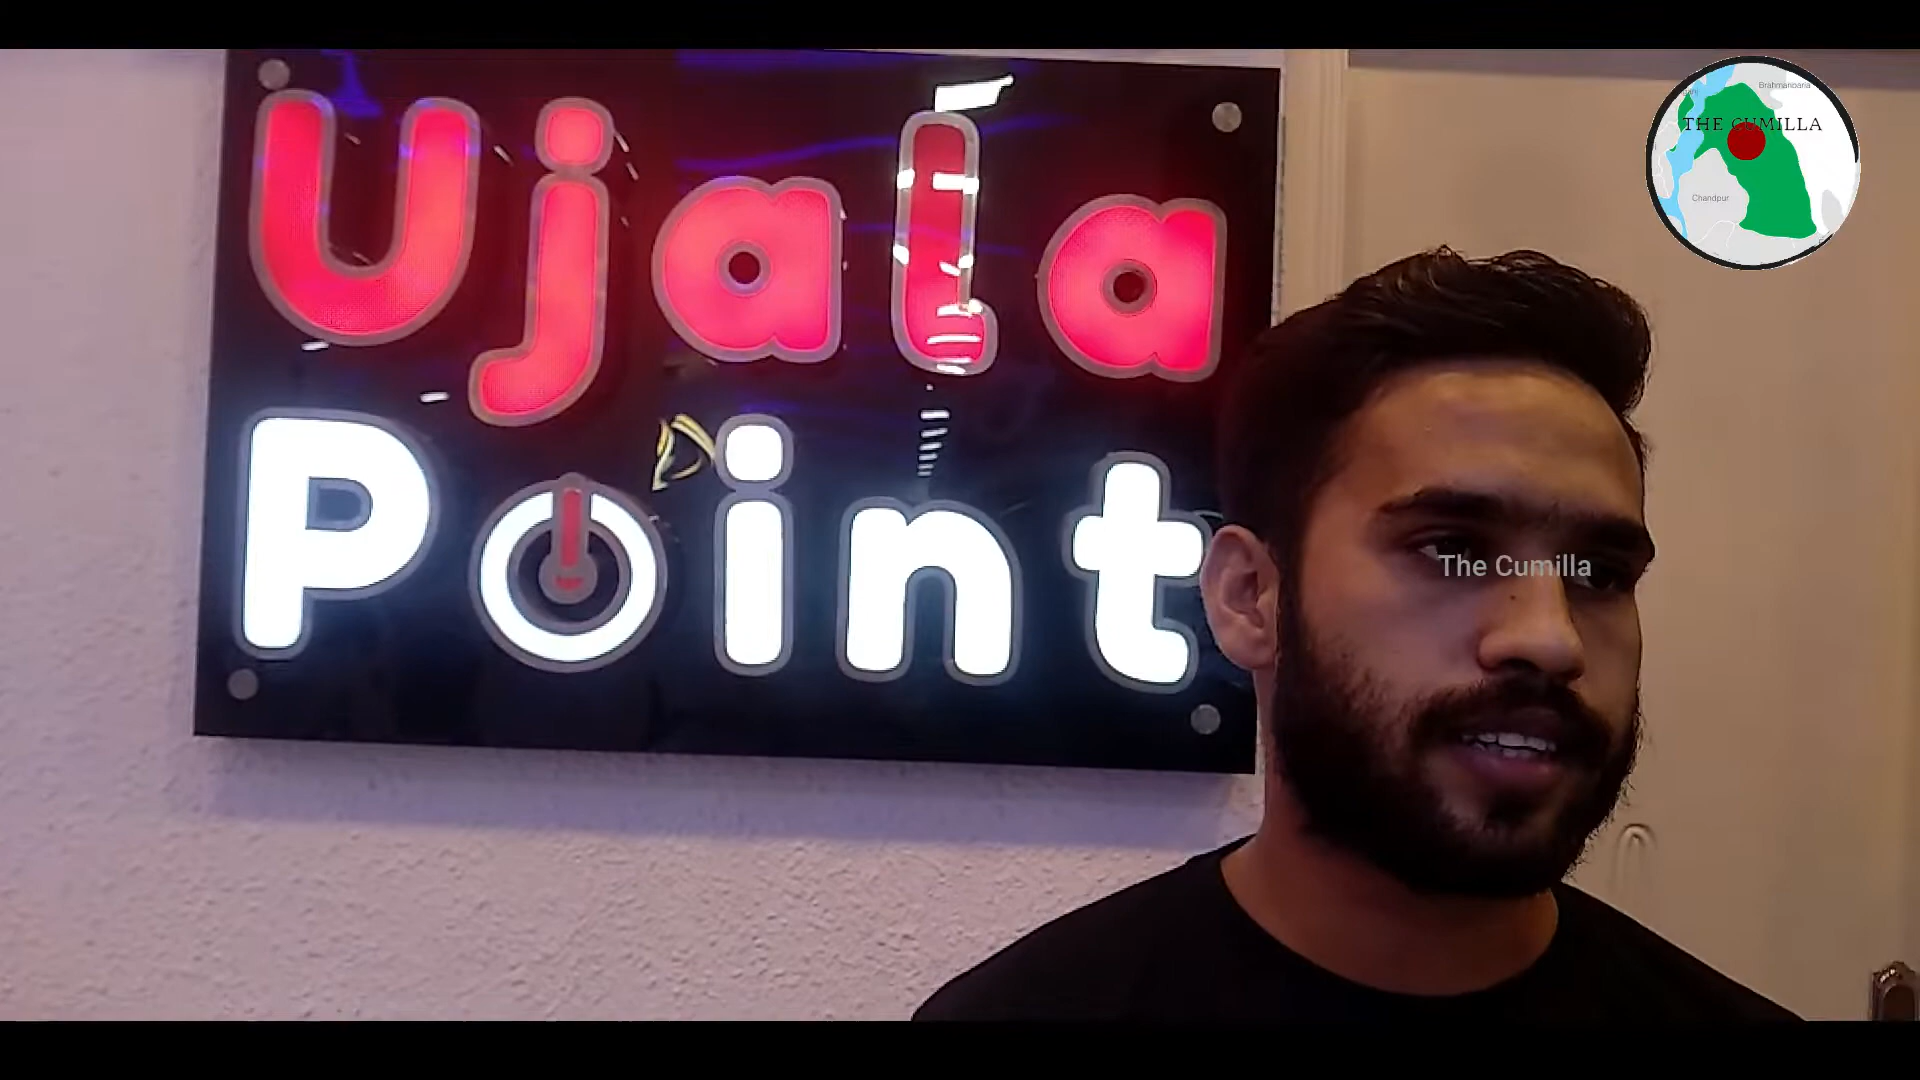 Ujala
Point
Brahmanbaria
THE CUMILLA
Chandpur
The Cumilla